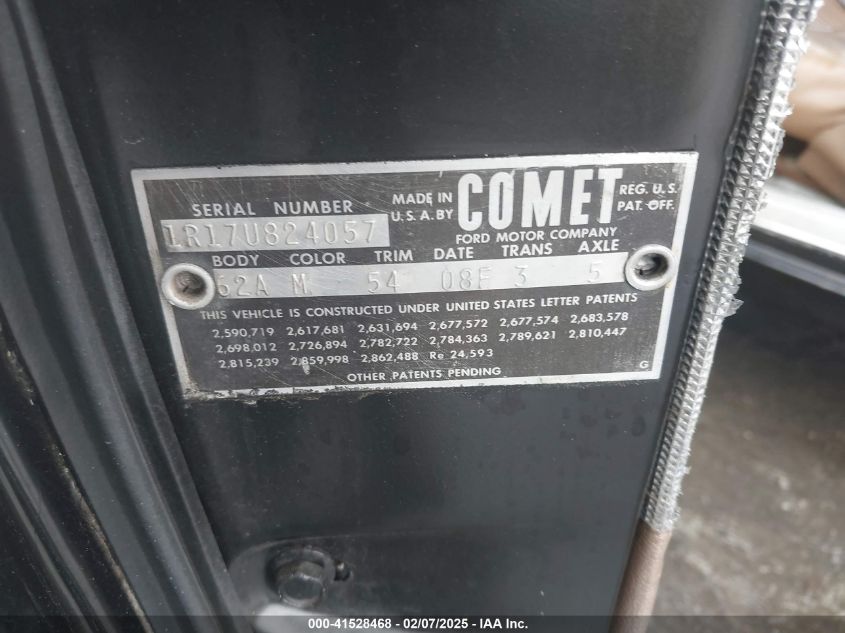 SERIAL NUMBER
1R17U824057
MADE IN
U.S.A. BY
COMET
REG. U.S.
PAT. OFF.
FORD MOTOR COMPANY
BODY COLOR TRIM DATE TRANS AXLE
62A M 54 08F 3 5
THIS VEHICLE IS CONSTRUCTED UNDER UNITED STATES LETTER PATENTS
2,590,719 2,617,681 2,631,694 2,677,572 2,677,574 2,683,578
2,698,012 2,726,894 2,782,722 2,784,363 2,789,621 2,810,447
2,815,239 2,859,998 2,862,488 Re 24,593
OTHER PATENTS PENDING
G
000-41528468 - 02/07/2025 - IAA Inc.